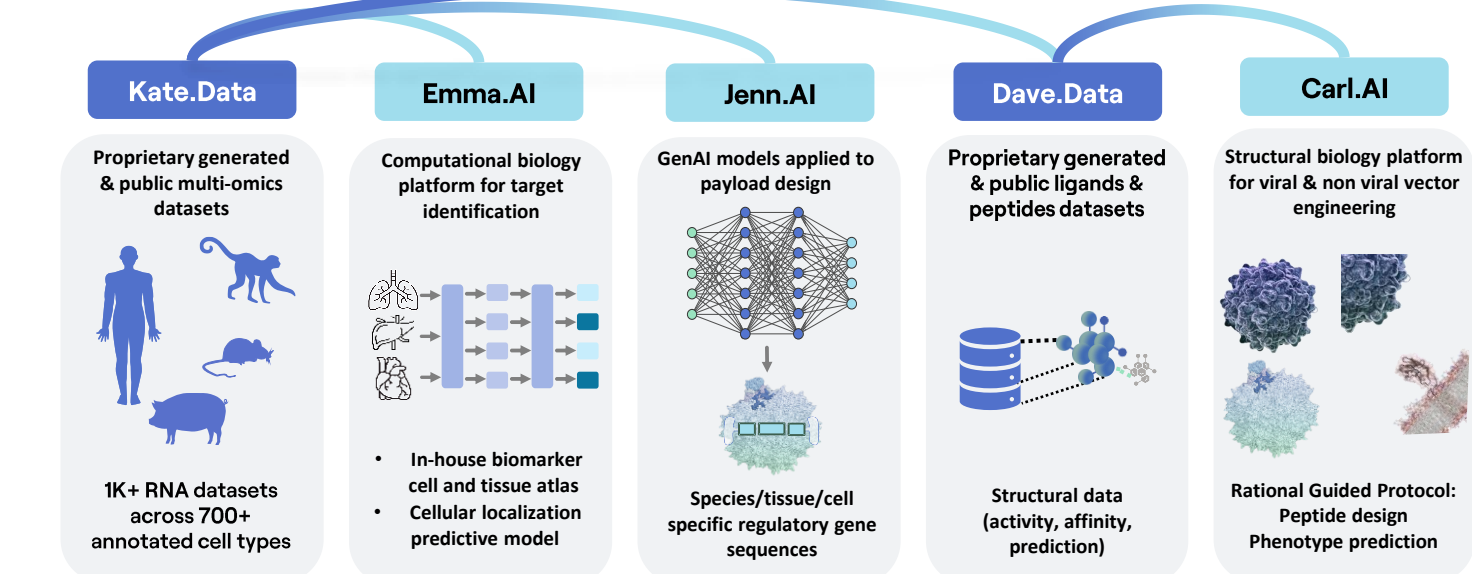 Kate.Data
Proprietary generated
& public multi-omics
datasets
1K+ RNA datasets
across 700+
annotated cell types
Emma.AI
Computational biology
platform for target
identification
• In-house biomarker
cell and tissue atlas
• Cellular localization
predictive model
Jenn.AI
GenAI models applied to
payload design
Species/tissue/cell
specific regulatory gene
sequences
Dave.Data
Proprietary generated
& public ligands &
peptides datasets
Structural data
(activity, affinity,
prediction)
Carl.AI
Structural biology platform
for viral & non viral vector
engineering
Rational Guided Protocol:
Peptide design
Phenotype prediction